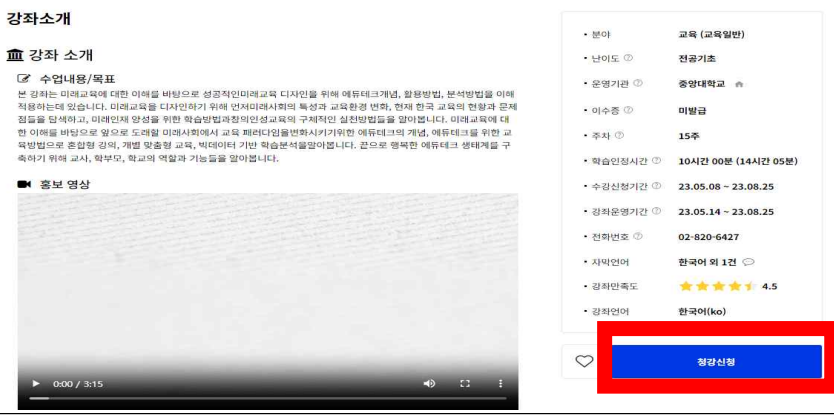 강좌소개
강좌 소개
수업내용/목표
본 강좌는 미래교육에 대한 이해를 바탕으로 성공적인미래교육 디자인을 위해 에듀테크개념, 활용방법, 분석방법을 이해
적용하는데 있습니다. 미래교육을 디자인하기 위해 먼저미래사회의 특성과 교육환경 변화, 현재 한국 교육의 현황과 문제
점들을 탐색하고, 미래인재 양성을 위한 학습방법과창의인성교육의 구체적인 실천방법들을 알아봅니다. 미래교육에 대
한 이해를 바탕으로 앞으로 도래할 미래사회에서 교육 패러다임을변화시키기위한 에듀테크의 개념, 에듀테크를 위한 교
육방법으로 혼합형 강의, 개별 맞춤형 교육, 빅데이터 기반 학습분석을알아봅니다. 끝으로 행복한 에듀테크 생태계를 구
축하기 위해 교사, 학부모, 학교의 역할과 기능들을 알아봅니다.
홍보 영상
0:00 / 3:15
분야 교육 (교육일반)
난이도 전공기초
운영기관 중앙대학교
이수증 미발급
주차 15주
학습인정시간 10시간 00분 (14시간 05분)
수강신청기간 23.05.08 ~ 23.08.25
강좌운영기간 23.05.14 ~ 23.08.25
전화번호 02-820-6427
자막언어 한국어 외 1건
강좌만족도 4.5
강좌언어 한국어(ko)
청강신청